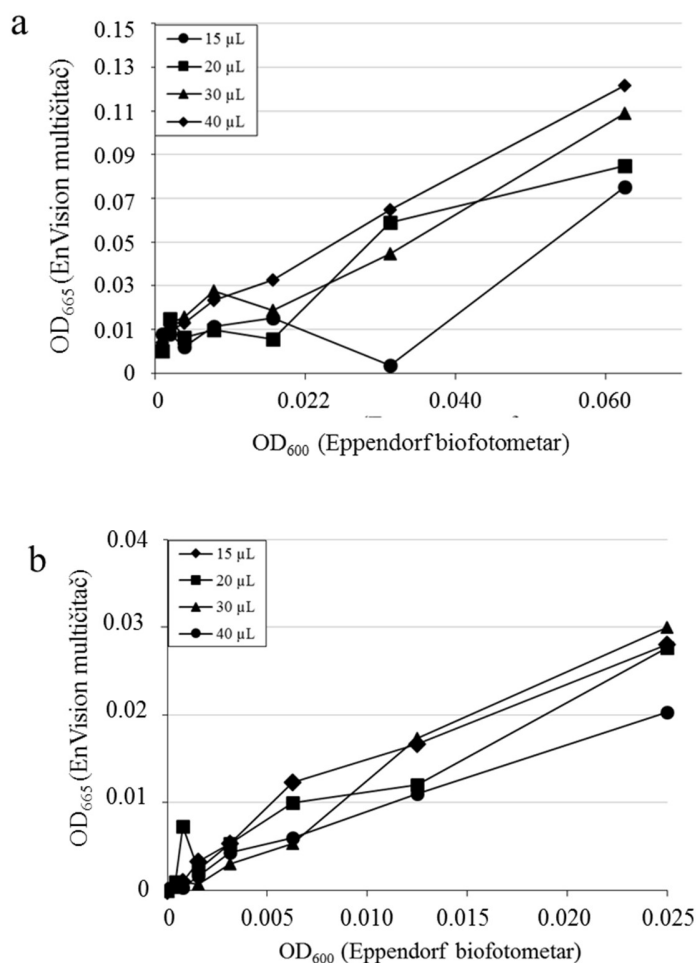 a
15 µL
20 µL
30 µL
40 µL
0.15
0.13
0.11
0.09
0.07
0.05
0.03
0.01
0
OD665 (EnVision multičitač)
0
0.022
0.040
0.060
OD600 (Eppendorf biofotometar)
b
15 µL
20 µL
30 µL
40 µL
0.04
0.03
0.02
0.01
0
OD665 (EnVision multičitač)
0
0.005
0.010
0.015
0.020
0.025
OD600 (Eppendorf biofotometar)